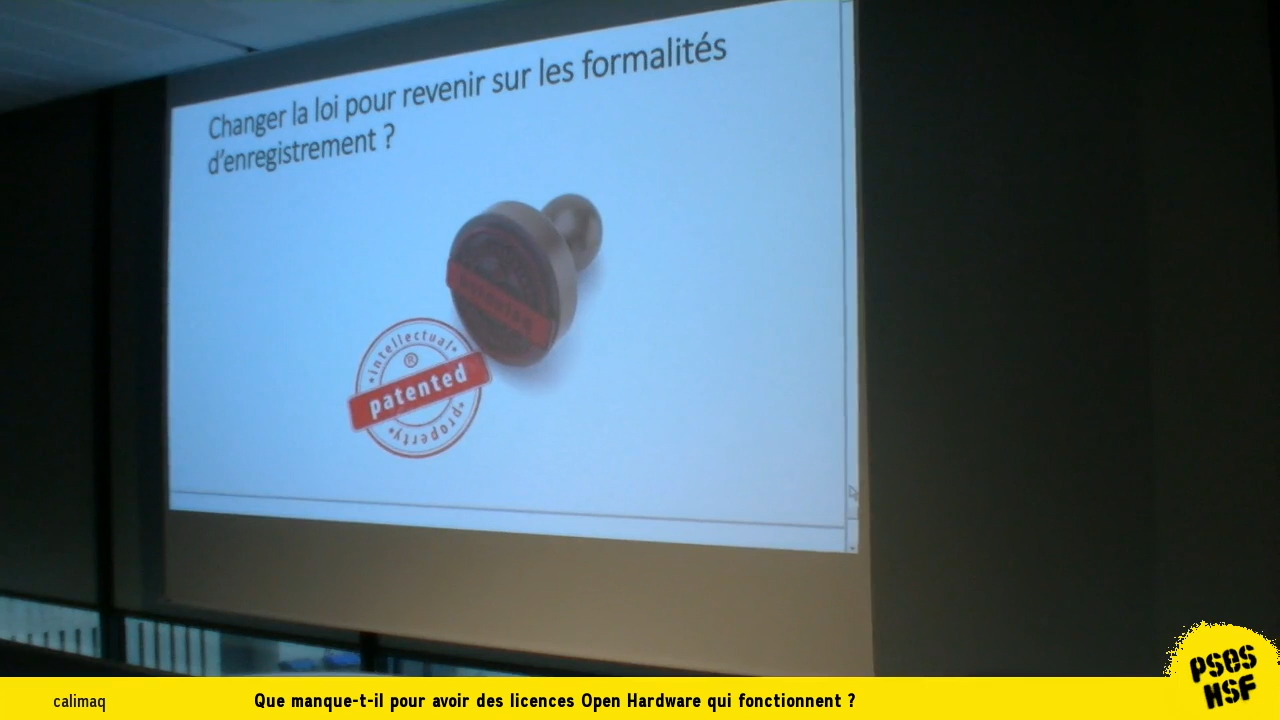 Changer la loi pour revenir sur les formalités
d'enregistrement ?
patented
•intellectual•
®
patented
•property•
PSES
HSF
calimaq
Que manque-t-il pour avoir des licences Open Hardware qui fonctionnent ?